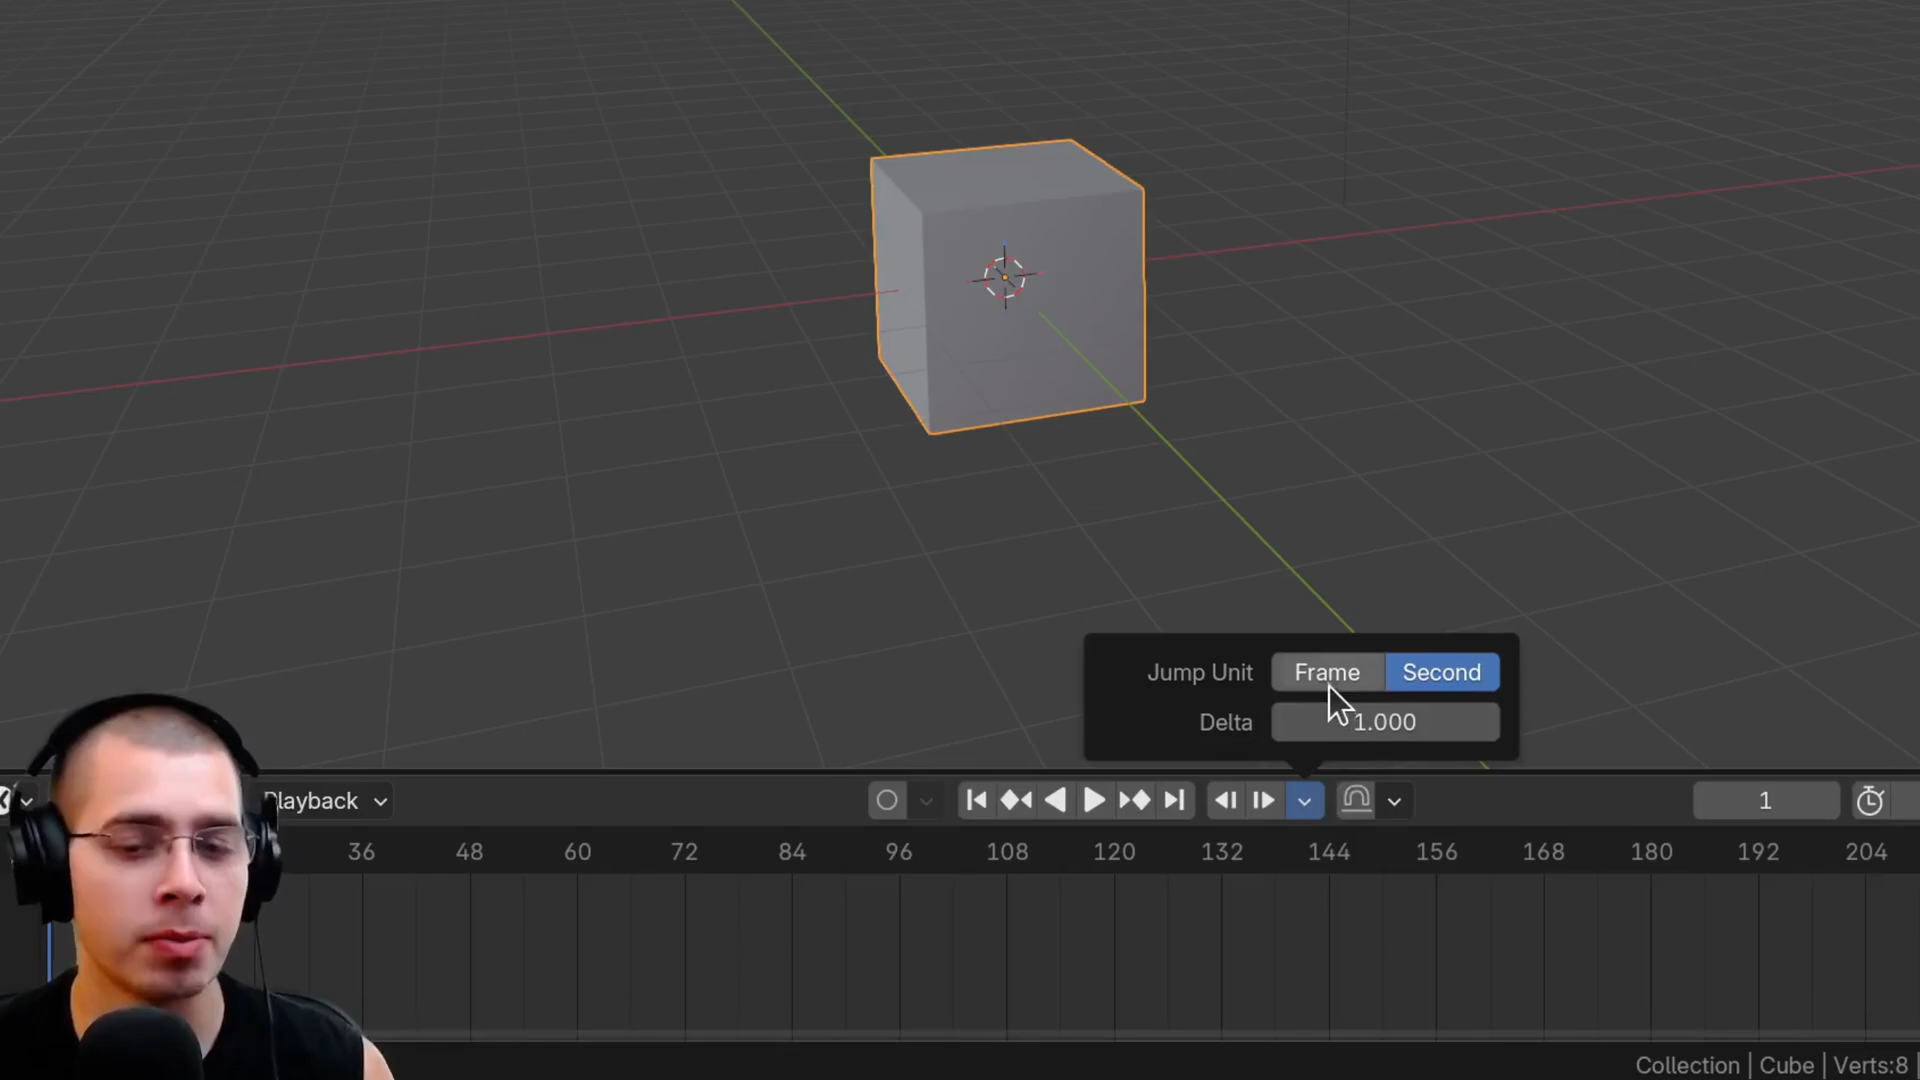 Jump Unit Frame Second
Delta 1.000
Playback 1
36 48 60 72 84 96 108 120 132 144 156 168 180 192 204
Collection | Cube | Verts:8